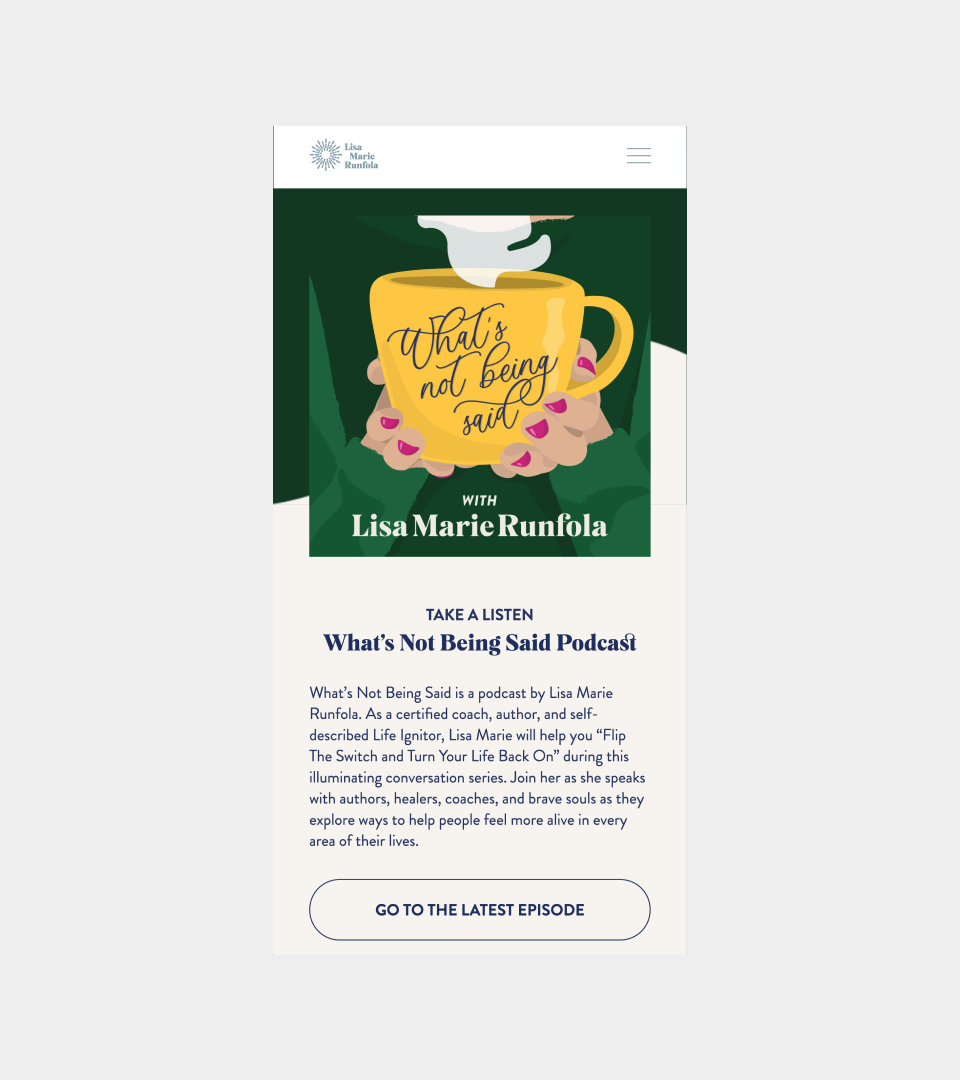 Lisa
Marie
Runfola
What's
not being
said
WITH
Lisa Marie Runfola
TAKE A LISTEN
What’s Not Being Said Podcast
What’s Not Being Said is a podcast by Lisa Marie
Runfola. As a certified coach, author, and self-
described Life Ignitor, Lisa Marie will help you “Flip
The Switch and Turn Your Life Back On” during this
illuminating conversation series. Join her as she speaks
with authors, healers, coaches, and brave souls as they
explore ways to help people feel more alive in every
area of their lives.
GO TO THE LATEST EPISODE